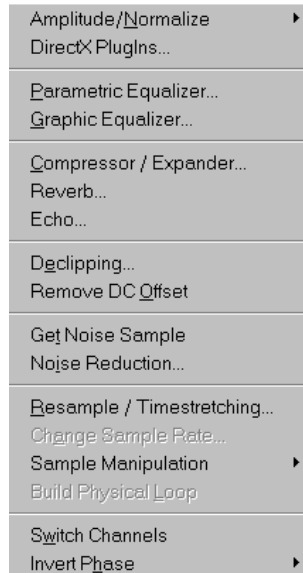 Amplitude/Normalize
DirectX PlugIns...
Parametric Equalizer...
Graphic Equalizer...
Compressor / Expander...
Reverb...
Echo...
Declipping...
Remove DC Offset
Get Noise Sample
Noise Reduction...
Resample / Timestretching...
Change Sample Rate...
Sample Manipulation
Build Physical Loop
Switch Channels
Invert Phase